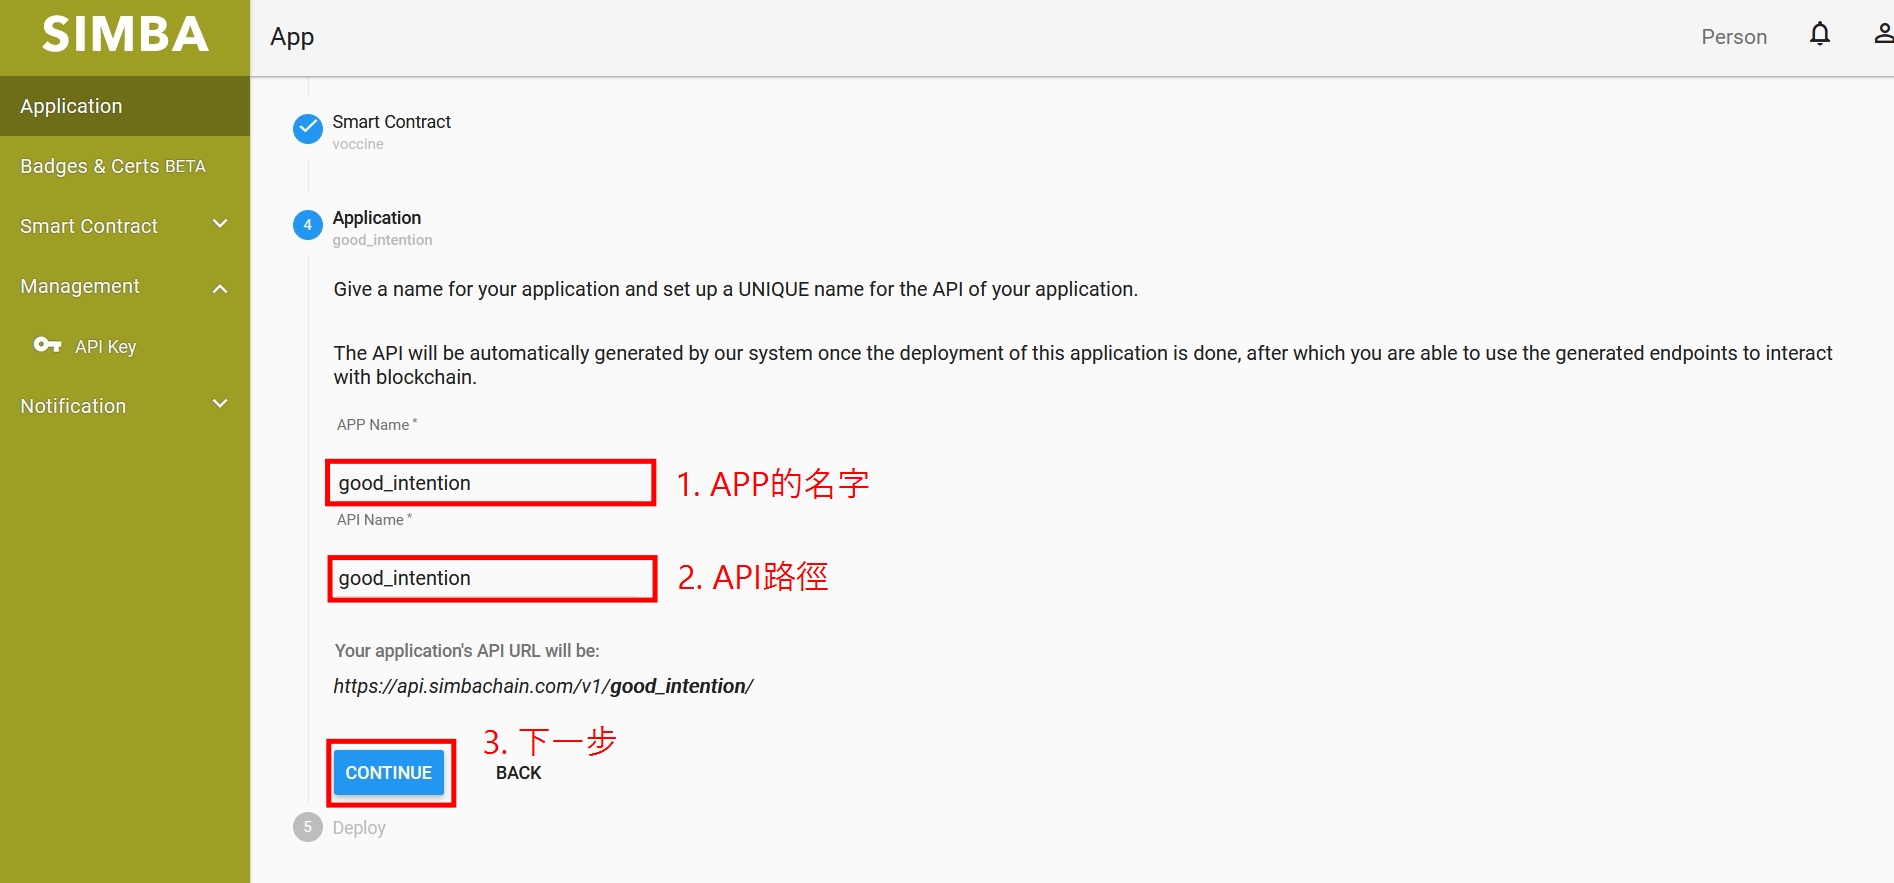 SIMBA
App
Person
Application
Badges & Certs BETA
Smart Contract
Management
API Key
Notification
Smart Contract
voccine
4
Application
good_intention
Give a name for your application and set up a UNIQUE name for the API of your application.
The API will be automatically generated by our system once the deployment of this application is done, after which you are able to use the generated endpoints to interact
with blockchain.
APP Name *
good_intention
1. APP的名字
API Name *
good_intention
2. API路徑
Your application's API URL will be:
https://api.simbachain.com/v1/good_intention/
3. 下一步
CONTINUE
BACK
5
Deploy